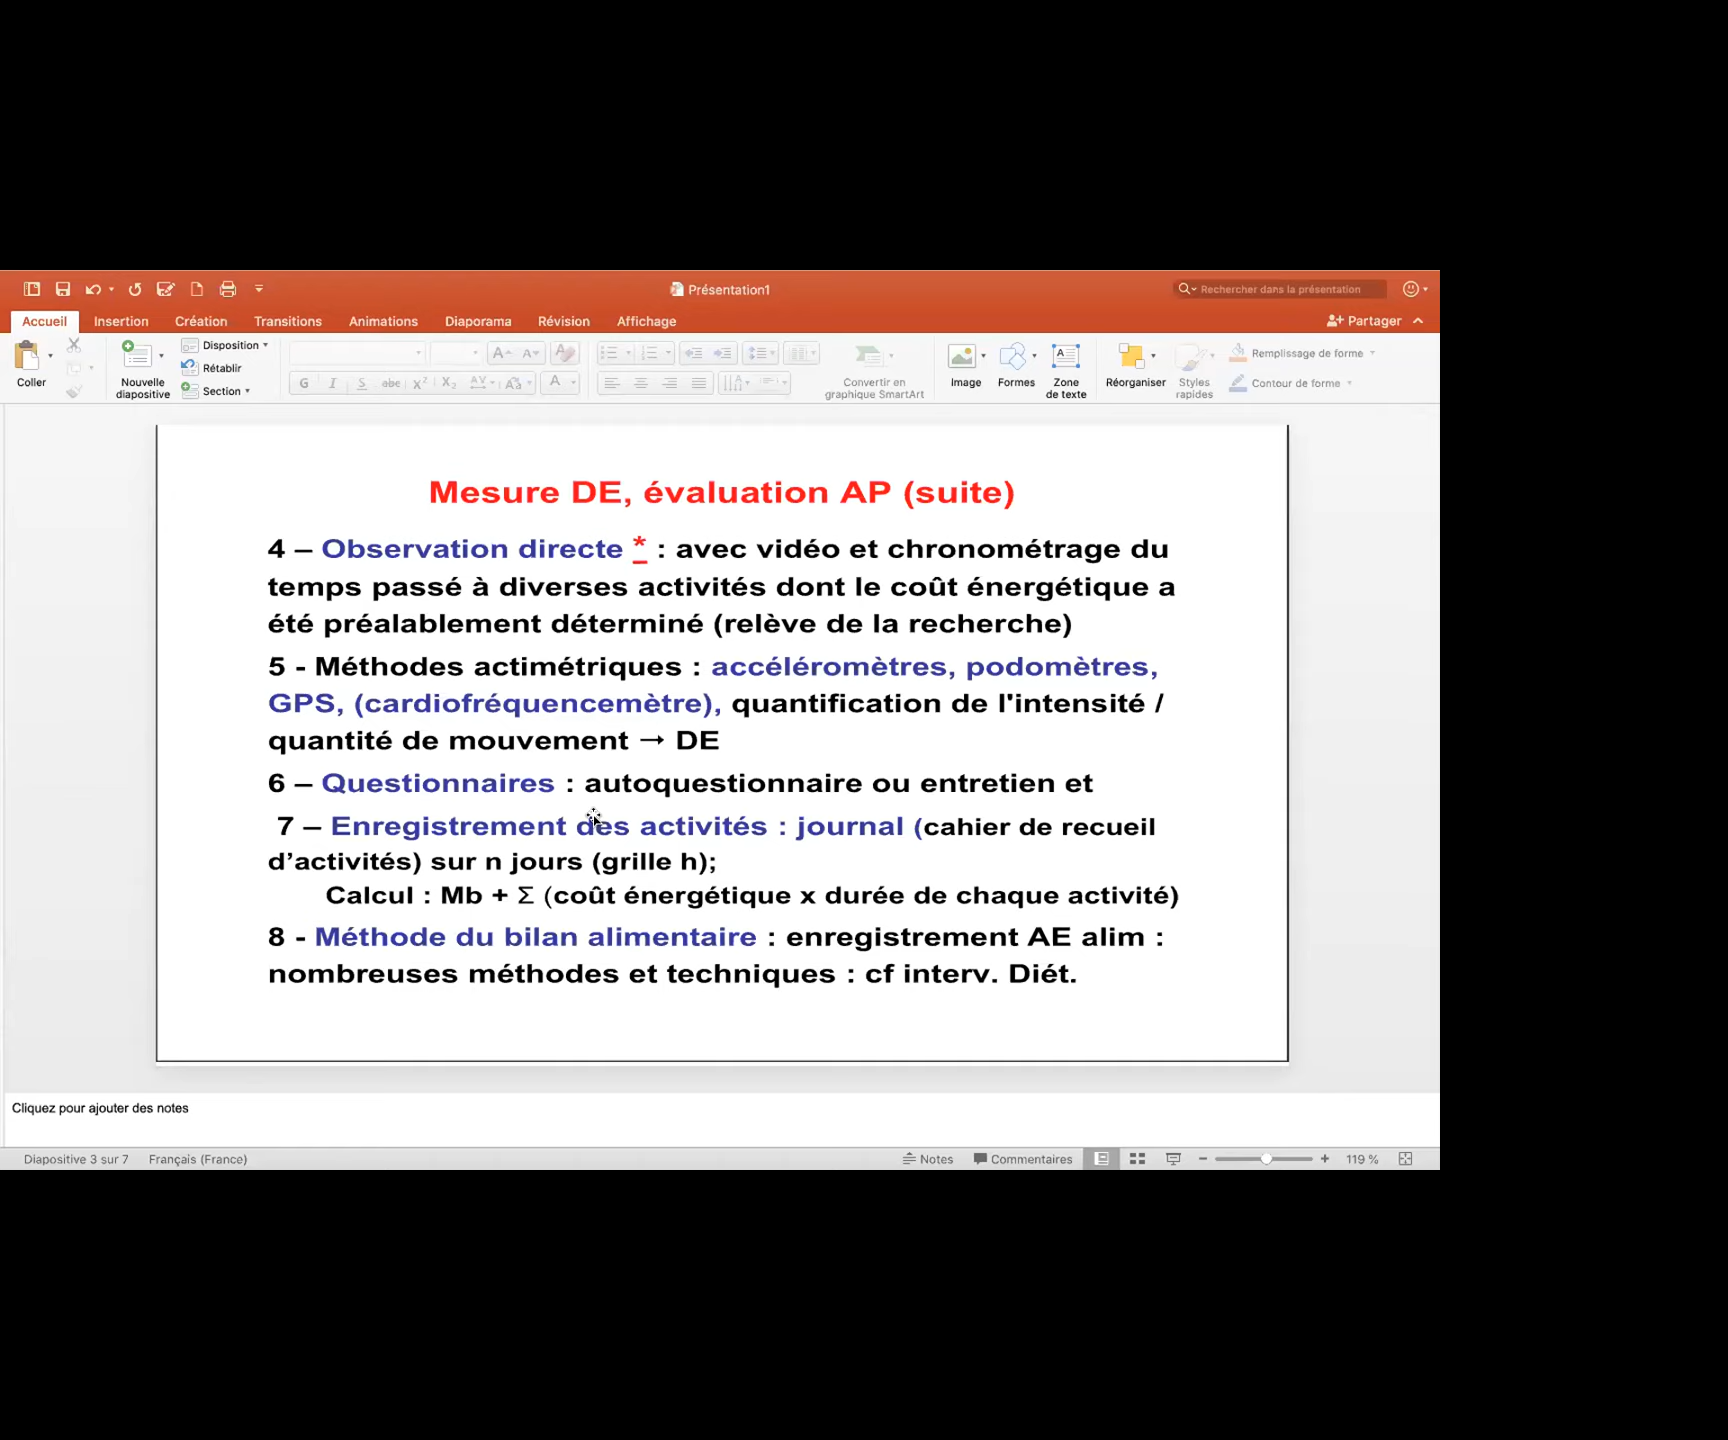 Présentation1
Rechercher dans la présentation
Accueil Insertion Création Transitions Animations Diaporama Révision Affichage Partager
Coller
Nouvelle diapositive
Disposition
Rétablir
Section
G I S abc X² X₂ AV Aa A
Convertir en graphique SmartArt
Image
Formes
Zone de texte
Réorganiser
Styles rapides
Remplissage de forme
Contour de forme
Mesure DE, évaluation AP (suite)
4 – Observation directe * : avec vidéo et chronométrage du
temps passé à diverses activités dont le coût énergétique a
été préalablement déterminé (relève de la recherche)
5 - Méthodes actimétriques : accéléromètres, podomètres,
GPS, (cardiofréquencemètre), quantification de l'intensité /
quantité de mouvement → DE
6 – Questionnaires : autoquestionnaire ou entretien et
7 – Enregistrement des activités : journal (cahier de recueil
d’activités) sur n jours (grille h);
Calcul : Mb + Σ (coût énergétique x durée de chaque activité)
8 - Méthode du bilan alimentaire : enregistrement AE alim :
nombreuses méthodes et techniques : cf interv. Diét.
Cliquez pour ajouter des notes
Diapositive 3 sur 7 Français (France) Notes Commentaires 119 %